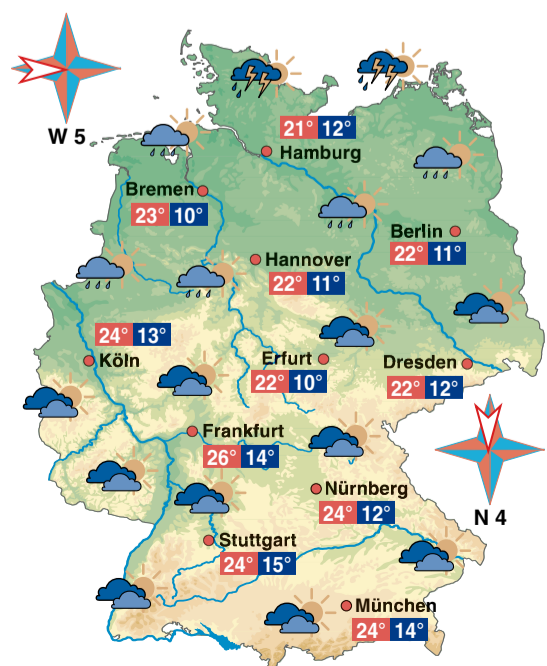 W 5
21° 12°
Hamburg
Bremen
23° 10°
Berlin
22° 11°
Hannover
22° 11°
24° 13°
Köln
Erfurt
22° 10°
Dresden
22° 12°
Frankfurt
26° 14°
Nürnberg
24° 12°
N 4
Stuttgart
24° 15°
München
24° 14°